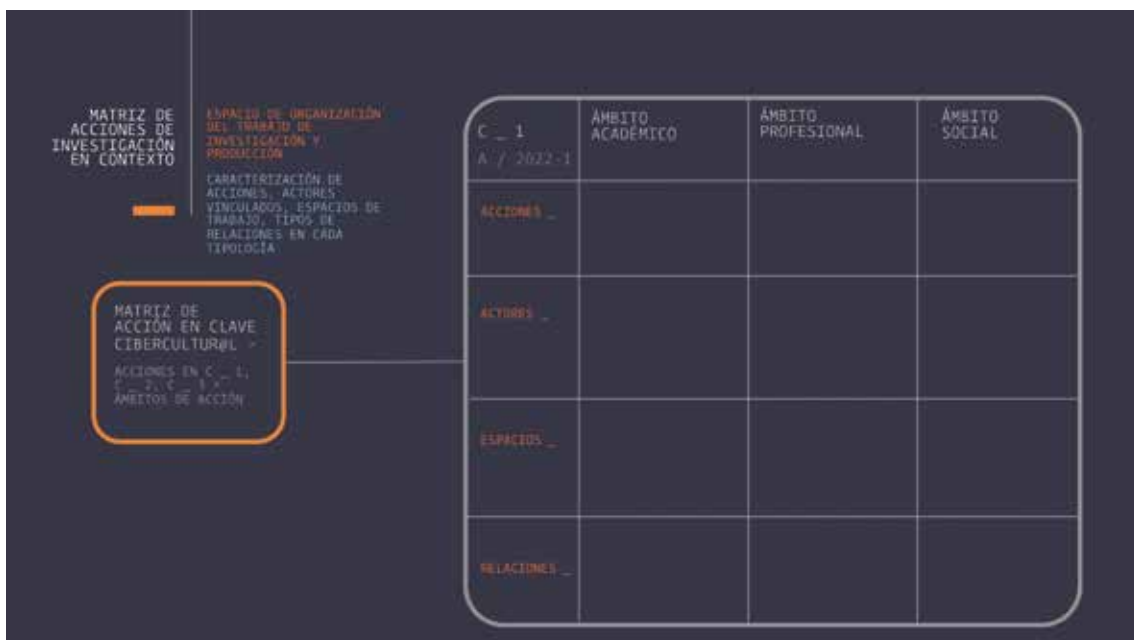 MATRIZ DE
ACCIONES DE
INVESTIGACIÓN
EN CONTEXTO
ESPACIO DE ORGANIZACIÓN
DEL TRABAJO DE
INVESTIGACIÓN Y
PRODUCCIÓN
CARACTERIZACIÓN DE
ACCIONES, ACTORES
VINCULADOS, ESPACIOS DE
TRABAJO, TIPOS DE
RELACIONES EN CADA
TIPOLOGÍA
MATRIZ DE
ACCIÓN EN CLAVE
CIBERCULTUR@L >
ACCIONES EN C _ 1,
C _ 2, C _ 3 >
ÁMBITOS DE ACCIÓN
C _ 1
A / 2022-1
ÁMBITO
ACADÉMICO
ÁMBITO
PROFESIONAL
ÁMBITO
SOCIAL
ACCIONES _
ACTORES _
ESPACIOS _
RELACIONES _